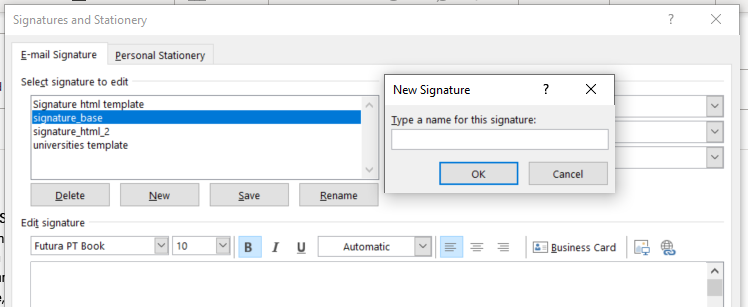 Signatures and Stationery
E-mail Signature
Personal Stationery
Select signature to edit
Signature html template
signature_base
signature_html_2
universities template
New Signature
Type a name for this signature:
OK
Cancel
Delete
New
Save
Rename
Edit signature
Futura PT Book
10
B
I
U
Automatic
Business Card